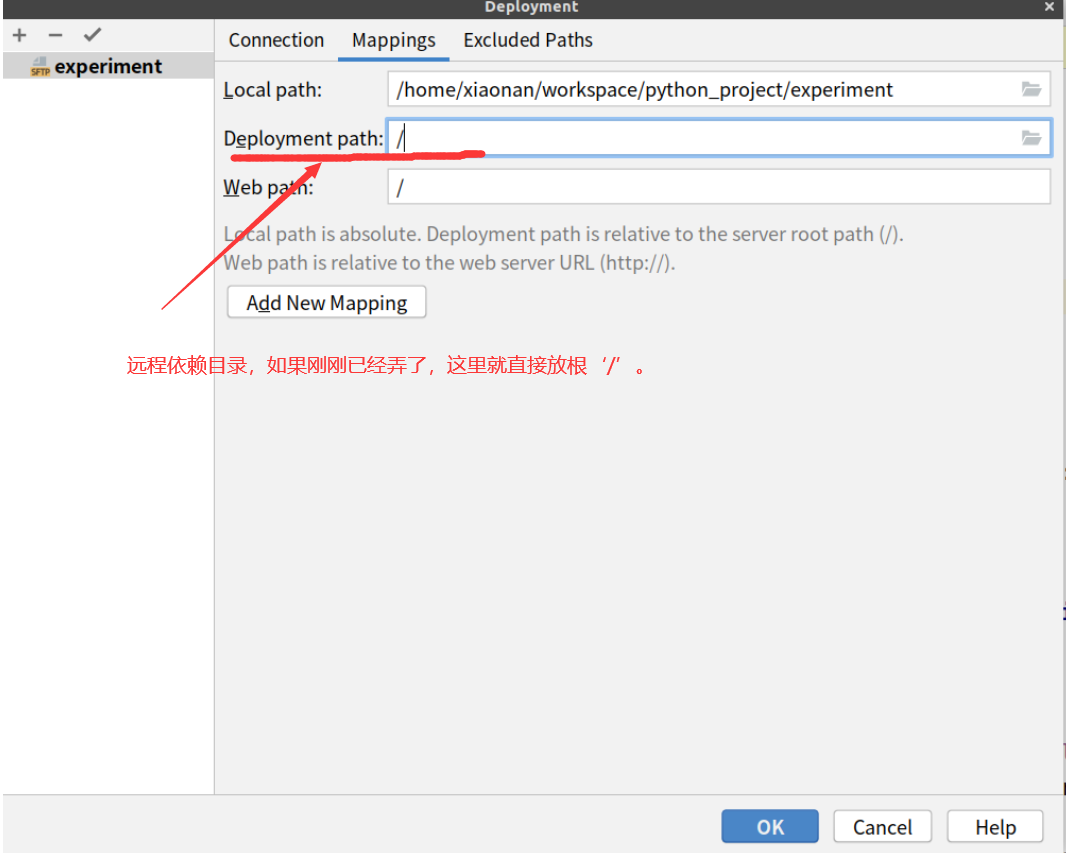 Deployment
×
+ − ✓
SFTP experiment
Connection Mappings Excluded Paths
Local path: /home/xiaonan/workspace/python_project/experiment
Deployment path: /
Web path: /
Local path is absolute. Deployment path is relative to the server root path (/).
Web path is relative to the web server URL (http://).
Add New Mapping
远程依赖目录，如果刚刚已经弄了，这里就直接放根‘/’。
OK Cancel Help